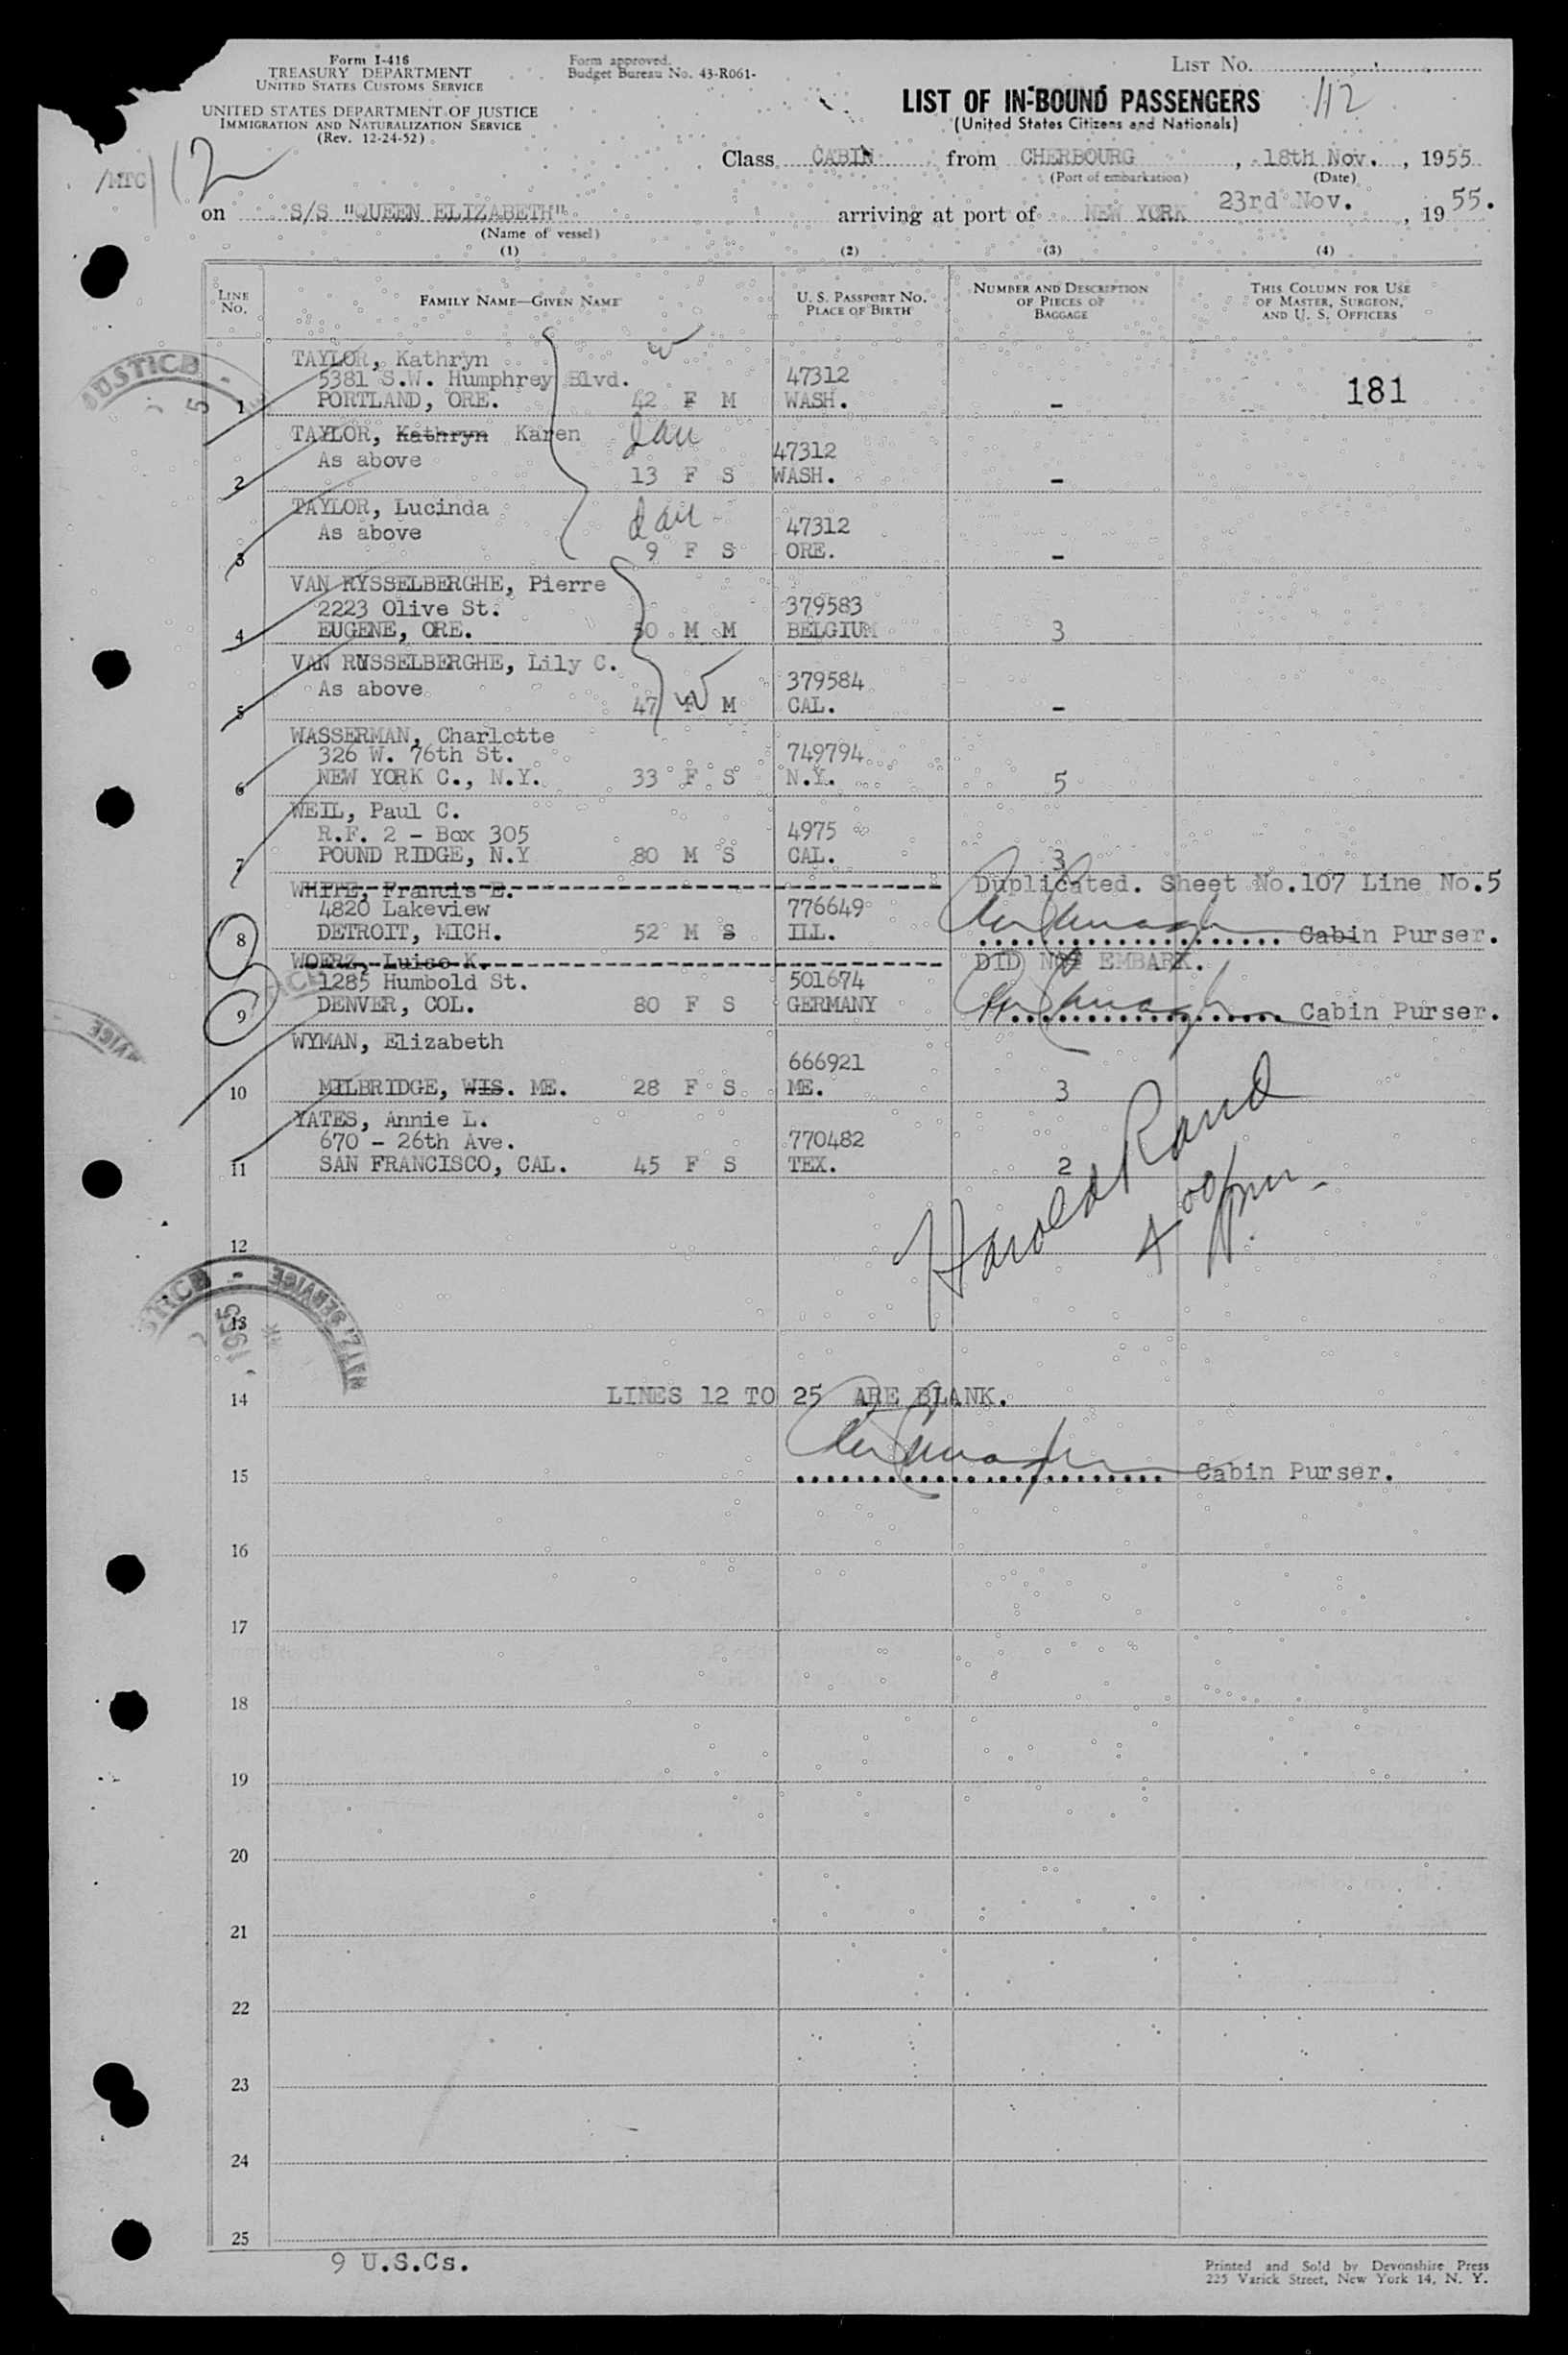 Form I-416
TREASURY DEPARTMENT
UNITED STATES CUSTOMS SERVICE
UNITED STATES DEPARTMENT OF JUSTICE
IMMIGRATION AND NATURALIZATION SERVICE
(Rev. 12-24-52)
Form approved.
Budget Bureau No. 43-R061-
LIST No.
LIST OF IN-BOUND PASSENGERS
112
(United States Citizens and Nationals)
/MTC 112
Class CABIN from CHERBOURG, 18th Nov., 1955
(Port of embarkation) (Date)
on S/S "QUEEN ELIZABETH" arriving at port of NEW YORK 23rd Nov., 1955.
(Name of vessel)
(1) (2) (3) (4)
LINE No. FAMILY NAME—GIVEN NAME U. S. PASSPORT NO. PLACE OF BIRTH NUMBER AND DESCRIPTION OF PIECES OF BAGGAGE THIS COLUMN FOR USE OF MASTER, SURGEON, AND U. S. OFFICERS
TAYLOR, Kathryn
5381 S.W. Humphrey Blvd. 47312
1 PORTLAND, ORE. 42 F M WASH. - 181
TAYLOR, Kathryn Karen dau
As above 47312
2 13 F S WASH. -
TAYLOR, Lucinda dau
As above 47312
3 9 F S ORE. -
VAN RYSSELBERGHE, Pierre
2223 Olive St. 379583
4 EUGENE, ORE. 50 M M BELGIUM 3
VAN RUSSELBERGHE, Lily C.
As above 379584
5 47 F M CAL. -
WASSERMAN, Charlotte
326 W. 76th St. 749794
6 NEW YORK C., N.Y. 33 F S N.Y. 5
WEIL, Paul C.
R.F. 2 - Box 305 4975
7 POUND RIDGE, N.Y 80 M S CAL. 3
WHITE, Francis E. Duplicated. Sheet No.107 Line No.5
4820 Lakeview 776649
8 DETROIT, MICH. 52 M S ILL. Cabin Purser.
WOERZ, Luise K. DID NOT EMBARK.
1285 Humbold St. 501674
9 DENVER, COL. 80 F S GERMANY Cabin Purser.
WYMAN, Elizabeth
666921
10 MILBRIDGE, WIS. ME. 28 F S ME. 3
YATES, Annie L.
670 - 26th Ave. 770482
11 SAN FRANCISCO, CAL. 45 F S TEX. 2
Harold Rand
12
13
14 LINES 12 TO 25 ARE BLANK.
15 Cabin Purser.
16
17
18
19
20
21
22
23
24
25
9 U.S.Cs.
Printed and Sold by Devonshire Press
225 Varick Street, New York 14, N. Y.